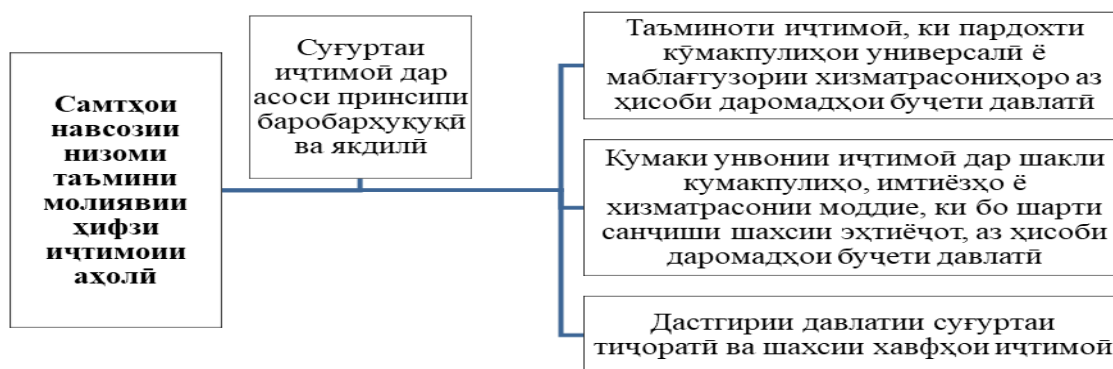 Самтҳои
навсозии
низоми
таъмини
молиявии
ҳифзи
иҷтимоии
аҳолӣ
Суғуртаи
иҷтимоӣ дар
асоси принсипи
баробарҳуқуқӣ
ва якдилӣ
Таъминоти иҷтимоӣ, ки пардохти
кӯмакпулиҳои универсалӣ ё
маблағгузории хизматрасониҳоро аз
ҳисоби даромадҳои буҷети давлатӣ
Кумаки унвонии иҷтимоӣ дар шакли
кумакпулиҳо, имтиёзҳо ё
хизматрасонии моддие, ки бо шарти
санҷиши шахсии эҳтиёҷот, аз ҳисоби
даромадҳои буҷети давлатӣ
Дастгирии давлатии суғуртаи
тиҷоратӣ ва шахсии хавфҳои иҷтимоӣ